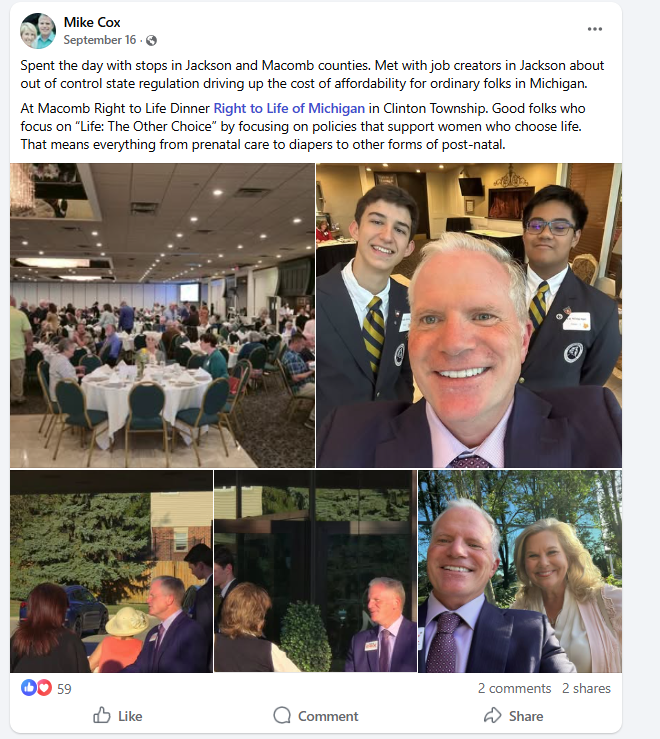 Mike Cox
September 16 ·
Spent the day with stops in Jackson and Macomb counties. Met with job creators in Jackson about
out of control state regulation driving up the cost of affordability for ordinary folks in Michigan.
At Macomb Right to Life Dinner Right to Life of Michigan in Clinton Township. Good folks who
focus on “Life: The Other Choice” by focusing on policies that support women who choose life.
That means everything from prenatal care to diapers to other forms of post-natal.
59
2 comments 2 shares
Like Comment Share